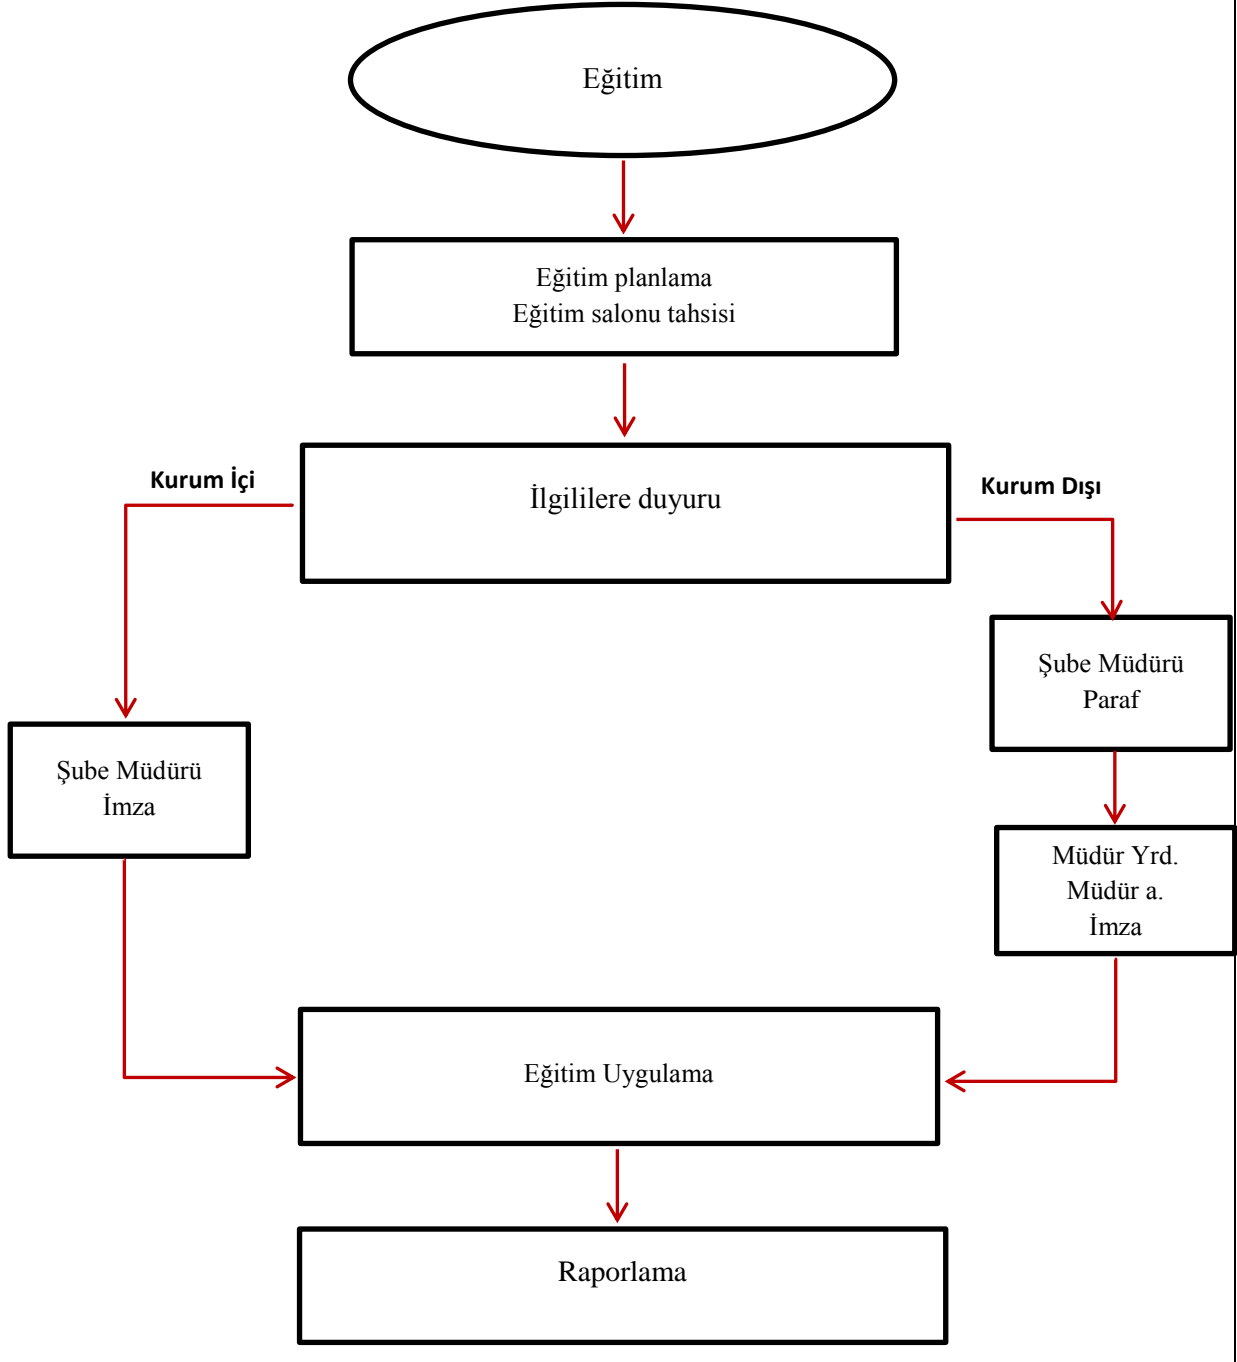 Eğitim
Eğitim planlama
Eğitim salonu tahsisi
Kurum İçi
İlgililere duyuru
Kurum Dışı
Şube Müdürü
Paraf
Şube Müdürü
İmza
Müdür Yrd.
Müdür a.
İmza
Eğitim Uygulama
Raporlama